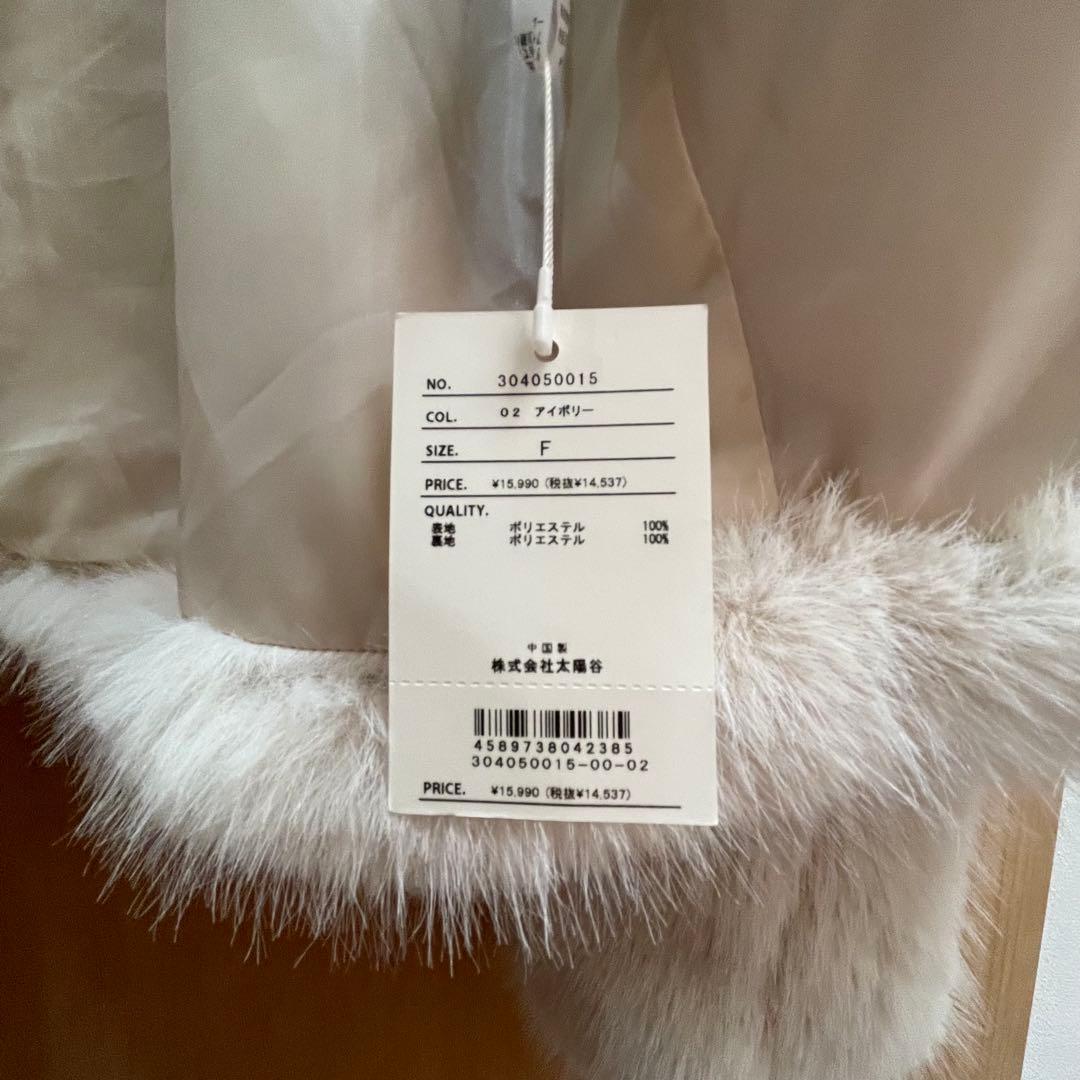 NO. 304050015
COL. 02 アイボリー
SIZE. F
PRICE. ¥15,990 (税抜¥14,537)
QUALITY.
表地 ポリエステル 100%
裏地 ポリエステル 100%
中国製
株式会社太陽谷
4589738042385
304050015-00-02
PRICE. ¥15,990 (税抜¥14,537)